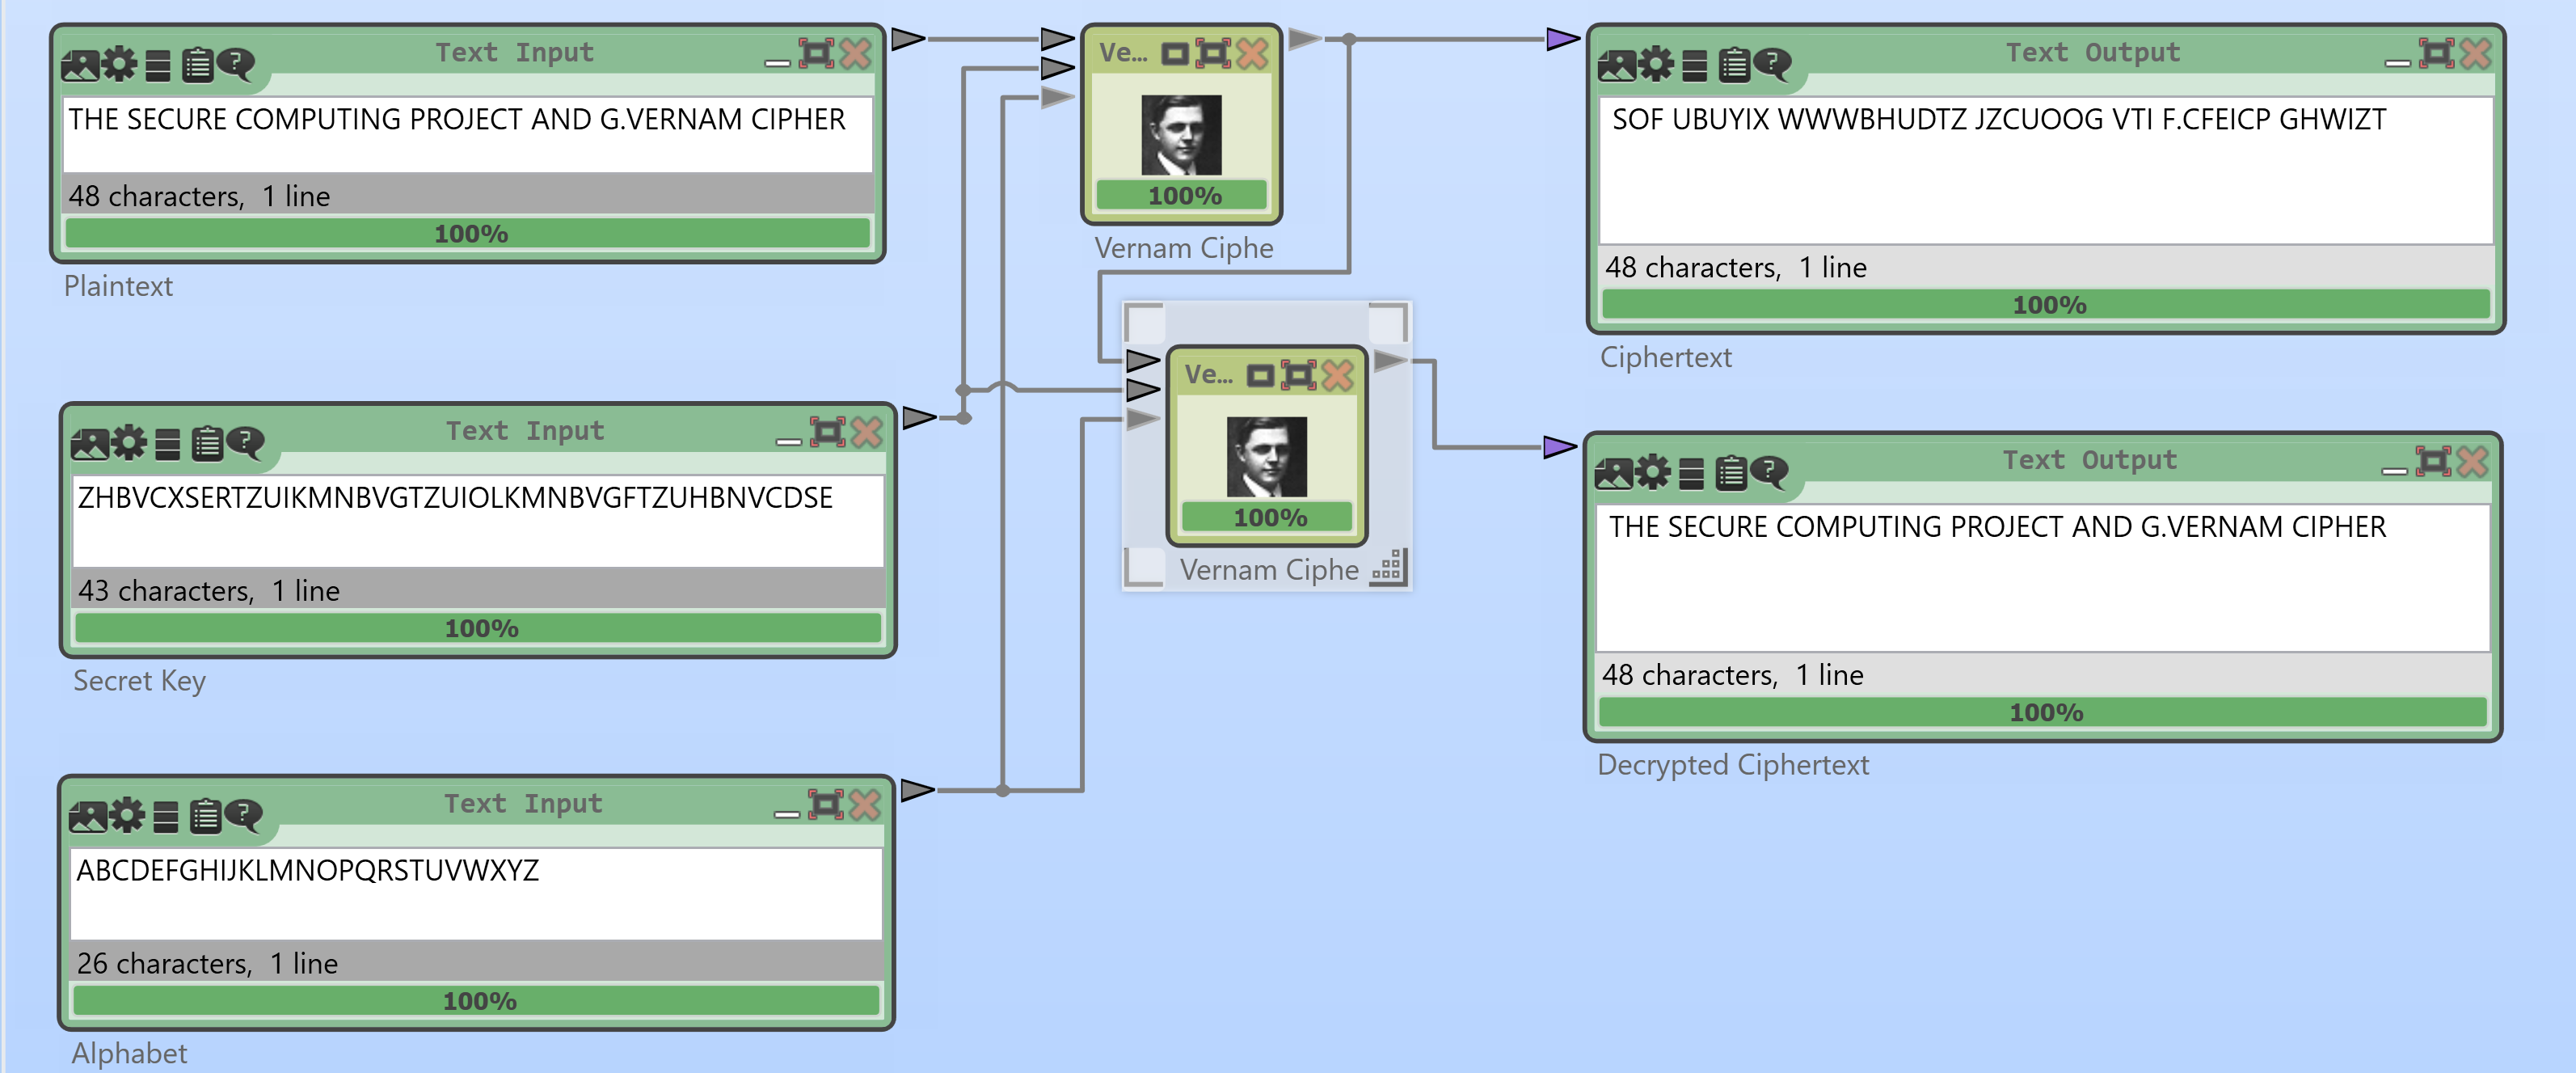 Text Input
THE SECURE COMPUTING PROJECT AND G.VERNAM CIPHER
48 characters, 1 line
100%
Plaintext
Text Input
ZHBVCXSERTZUIKMNBVGTZUIOLKMNBVGFTZUHBNVCDSE
43 characters, 1 line
100%
Secret Key
Text Input
ABCDEFGHIJKLMNOPQRSTUVWXYZ
26 characters, 1 line
100%
Alphabet
Ve...
100%
Vernam Ciphe
Ve...
100%
Vernam Ciphe
Text Output
SOF UBUYIX WWWBHUDTZ JZCUOOG VTI F.CFEICP GHWIZT
48 characters, 1 line
100%
Ciphertext
Text Output
THE SECURE COMPUTING PROJECT AND G.VERNAM CIPHER
48 characters, 1 line
100%
Decrypted Ciphertext